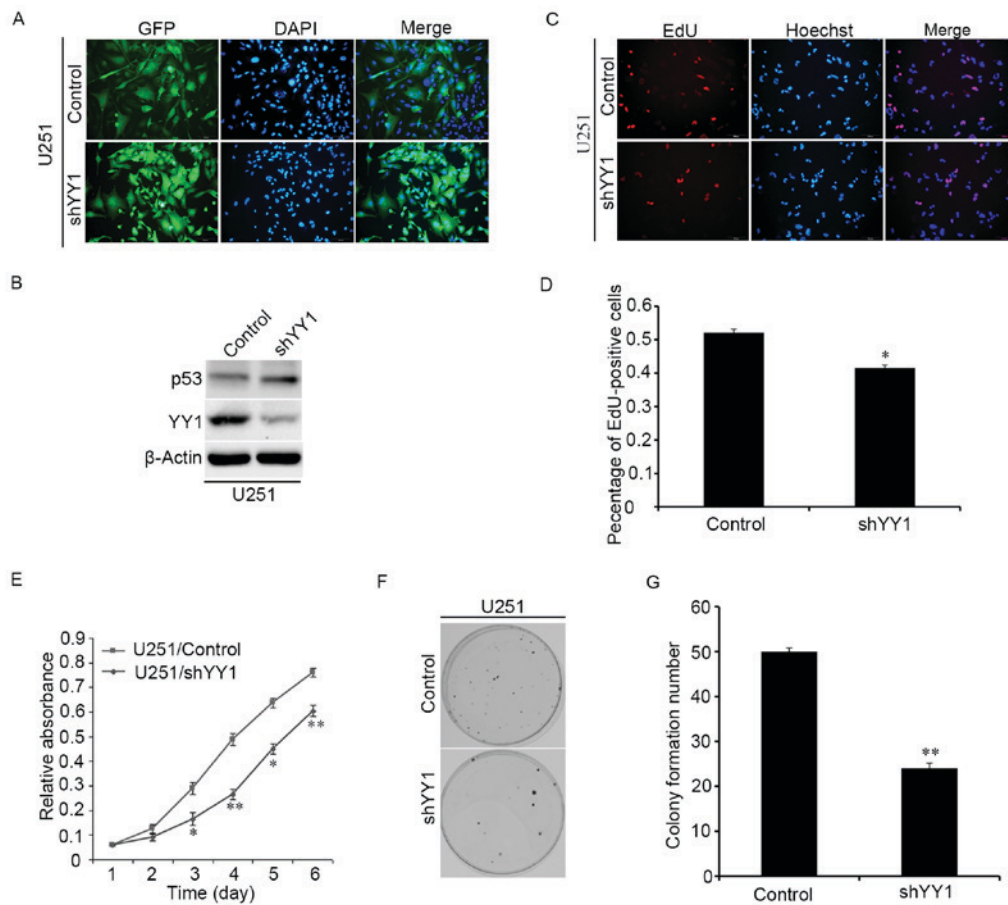 A
GFP DAPI Merge
U251
Control
shYY1
B
Control shYY1
p53
YY1
β-Actin
U251
C
EdU Hoechst Merge
U251
Control
shYY1
D
Pecentage of EdU-positive cells
0.6
0.5
0.4
0.3
0.2
0.1
0
*
Control shYY1
E
Relative absorbance
0.9
0.8
0.7
0.6
0.5
0.4
0.3
0.2
0.1
0
U251/Control
U251/shYY1
* ** * **
1 2 3 4 5 6
Time (day)
F
U251
Control
shYY1
G
Colony formation number
60
50
40
30
20
10
0
**
Control shYY1